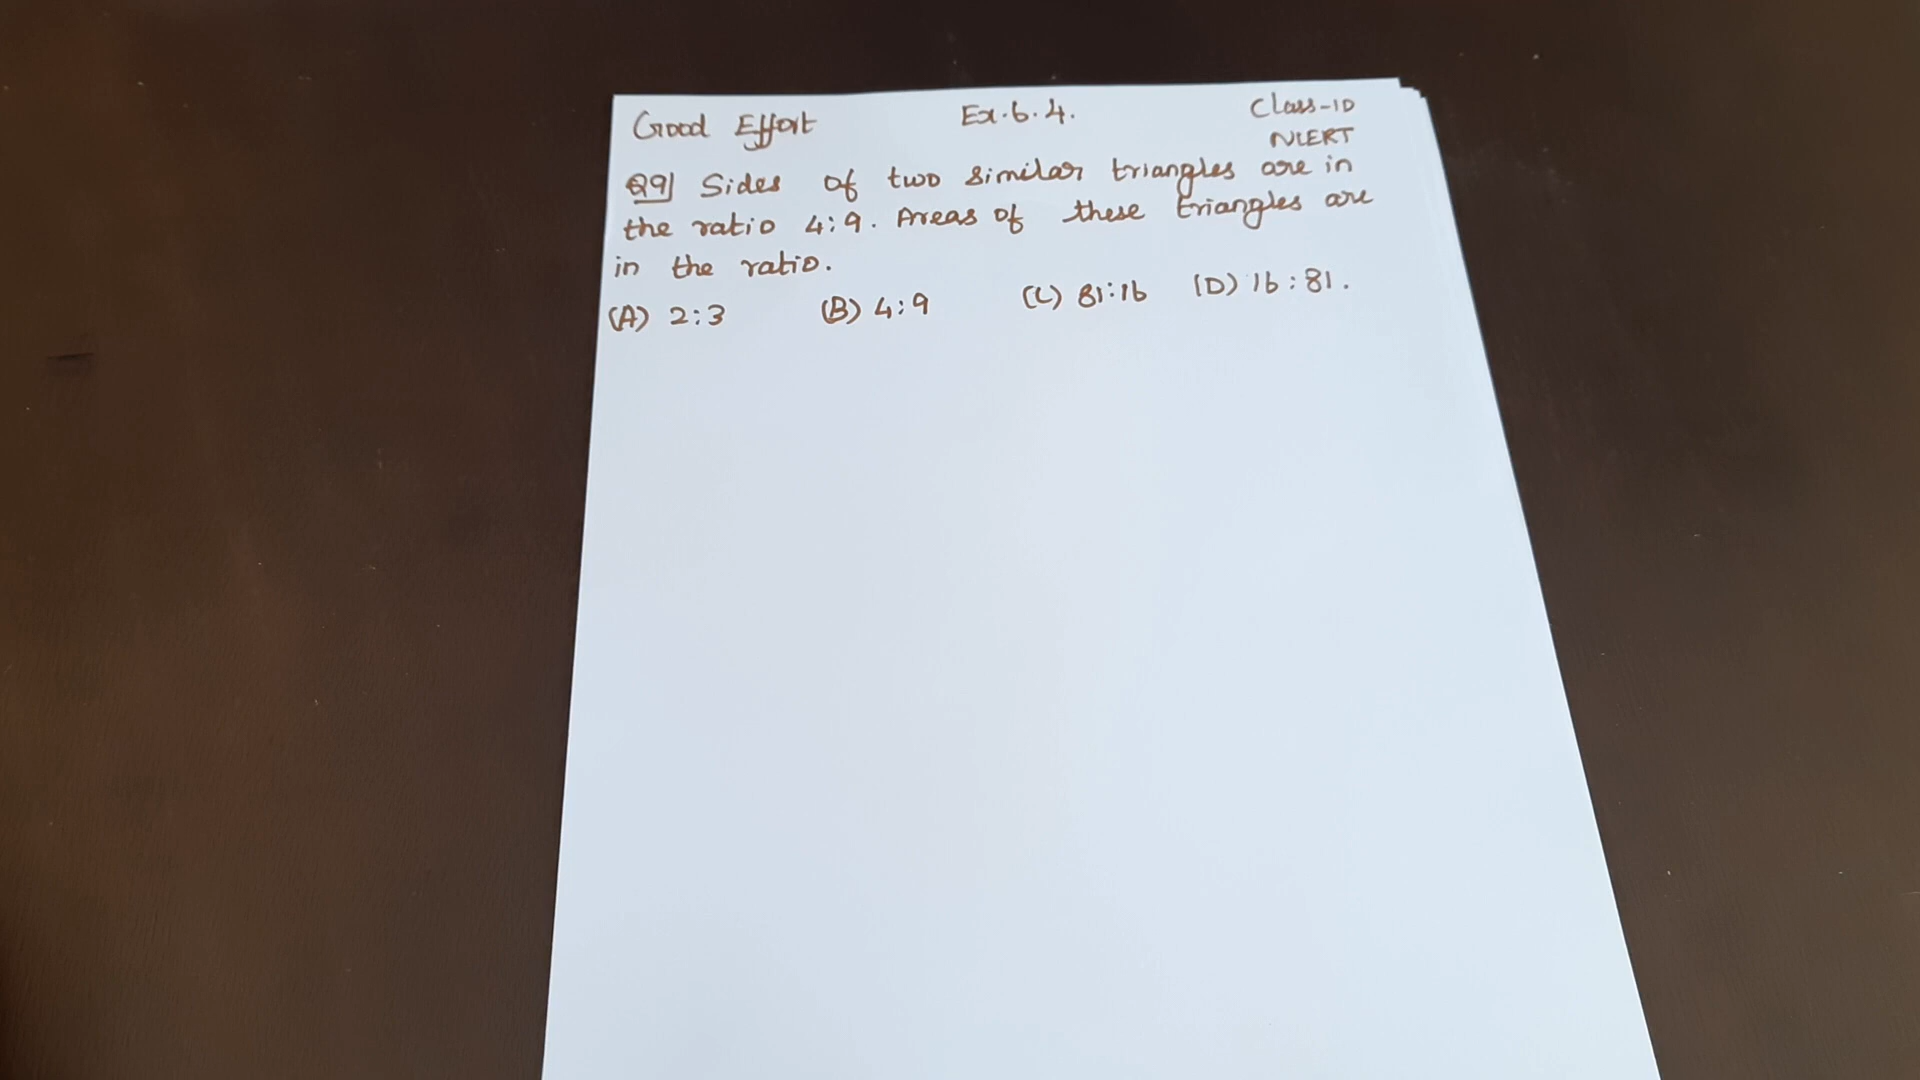 Good Effort Ex.6.4. Class-10
NCERT
Q9) Sides of two similar triangles are in
the ratio 4:9. Areas of these triangles are
in the ratio.
(A) 2:3 (B) 4:9 (C) 81:16 (D) 16:81.